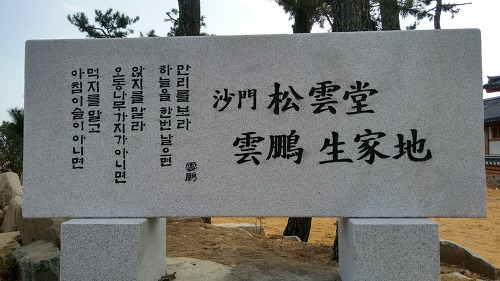 아침이슬이아니면
먹지를 말고
오동나무가지가아니면
앉지를말라
하늘을 한번 날으면
만리를보라
雲鵬
沙門 松雲堂
雲鵬 生家地